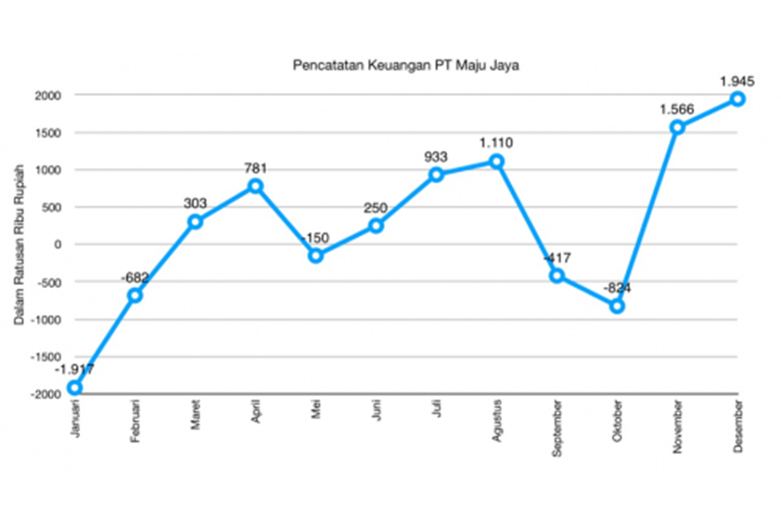 Pencatatan Keuangan PT Maju Jaya
Dalam Ratusan Ribu Rupiah
2000
1500
1000
500
0
-500
-1000
-1500
-2000
-1.917
-682
303
781
-150
250
933
1.110
-417
-824
1.566
1.945
Januari
Februari
Maret
April
Mei
Juni
Juli
Agustus
September
Oktober
November
Desember